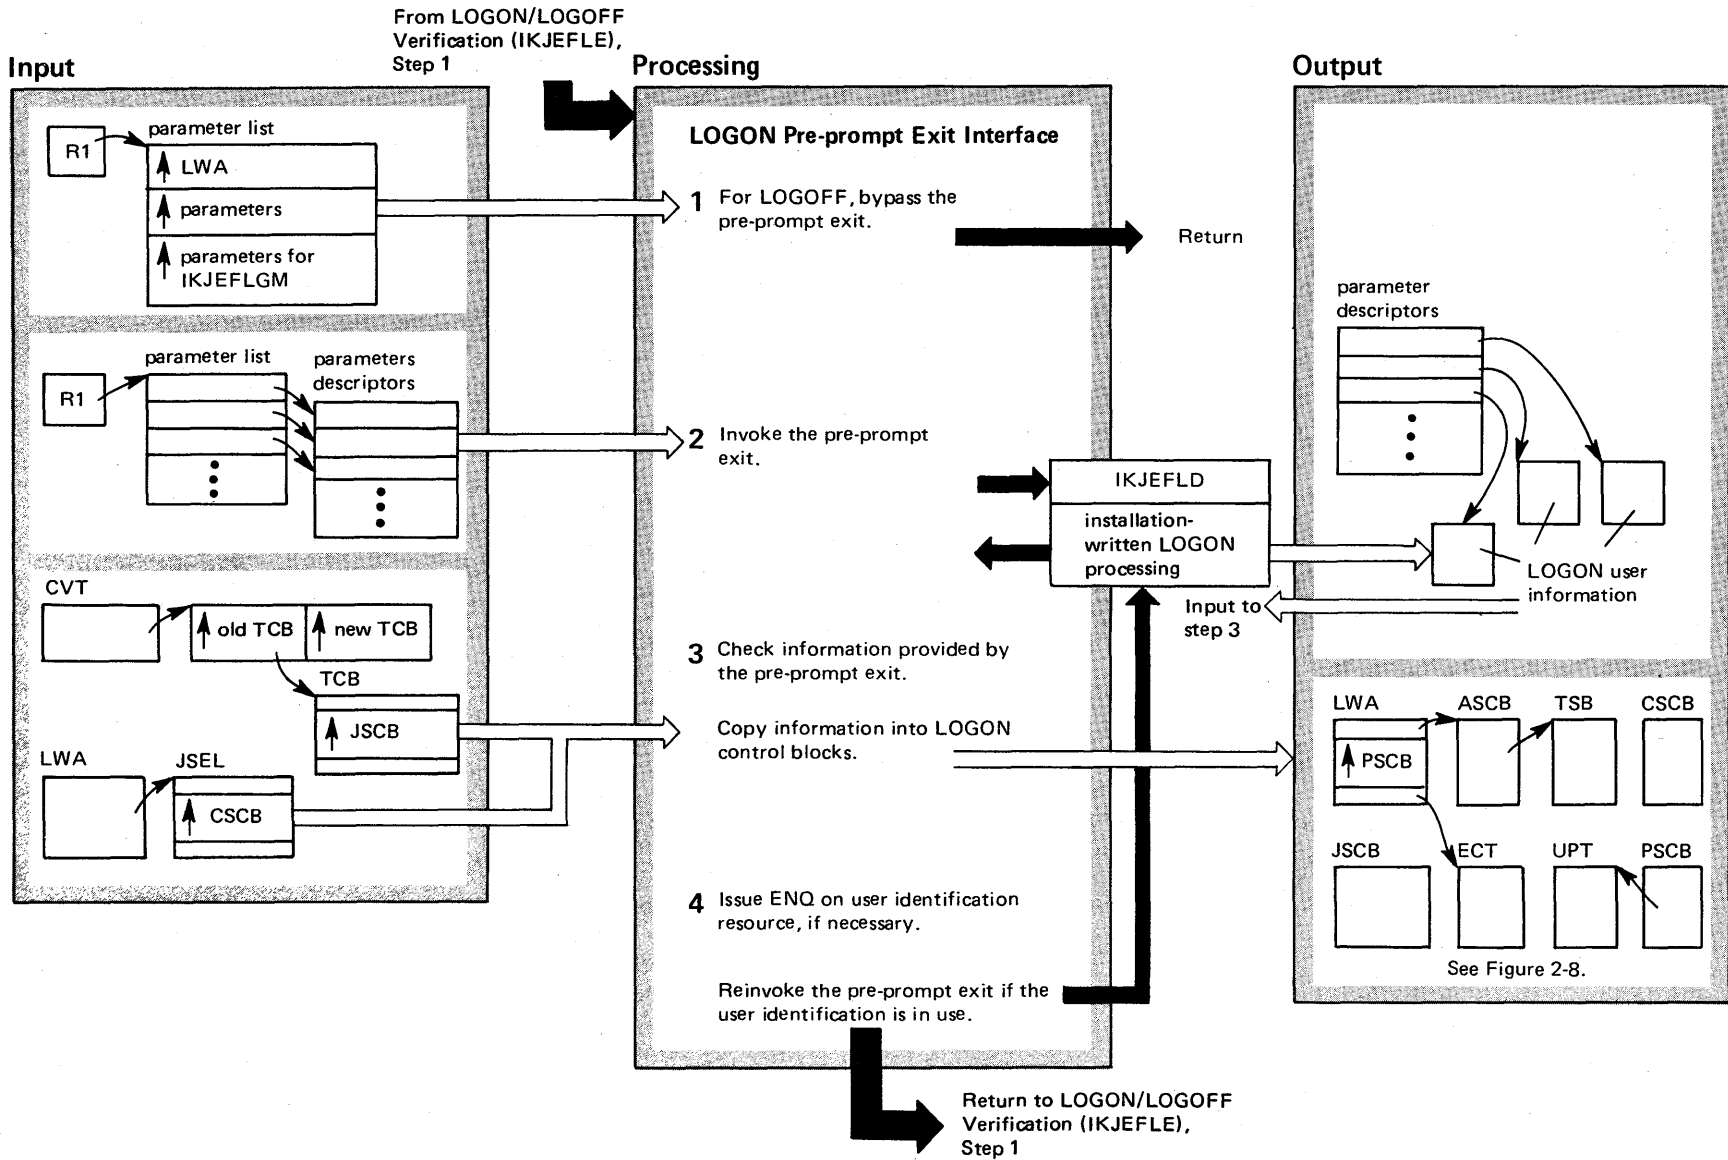 From LOGON/LOGOFF
Verification (IKJEFLE),
Step 1
Input
Processing
Output
R1
parameter list
LWA
parameters
parameters for
IKJEFLGM
LOGON Pre-prompt Exit Interface
1 For LOGOFF, bypass the
pre-prompt exit.
Return
R1
parameter list
parameters
descriptors
2 Invoke the pre-prompt
exit.
IKJEFLD
installation-
written LOGON
processing
parameter
descriptors
LOGON user
information
Input to
step 3
CVT
old TCB
new TCB
TCB
JSCB
LWA
JSEL
CSCB
3 Check information provided by
the pre-prompt exit.
Copy information into LOGON
control blocks.
LWA
PSCB
ASCB
TSB
CSCB
JSCB
ECT
UPT
PSCB
See Figure 2-8.
4 Issue ENQ on user identification
resource, if necessary.
Reinvoke the pre-prompt exit if the
user identification is in use.
Return to LOGON/LOGOFF
Verification (IKJEFLE),
Step 1